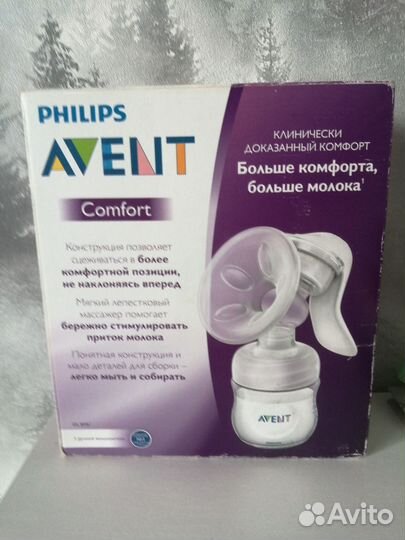 PHILIPS
AVENT
Comfort
КЛИНИЧЕСКИ
ДОКАЗАННЫЙ КОМФОРТ
Больше комфорта,
больше молока¹
Конструкция позволяет
сцеживаться в более
комфортной позиции,
не наклоняясь вперед
Мягкий лепестковый
массажер помогает
бережно стимулировать
приток молока
Понятная конструкция и
мало деталей для сборки –
легко мыть и собирать
AVENT
Avito